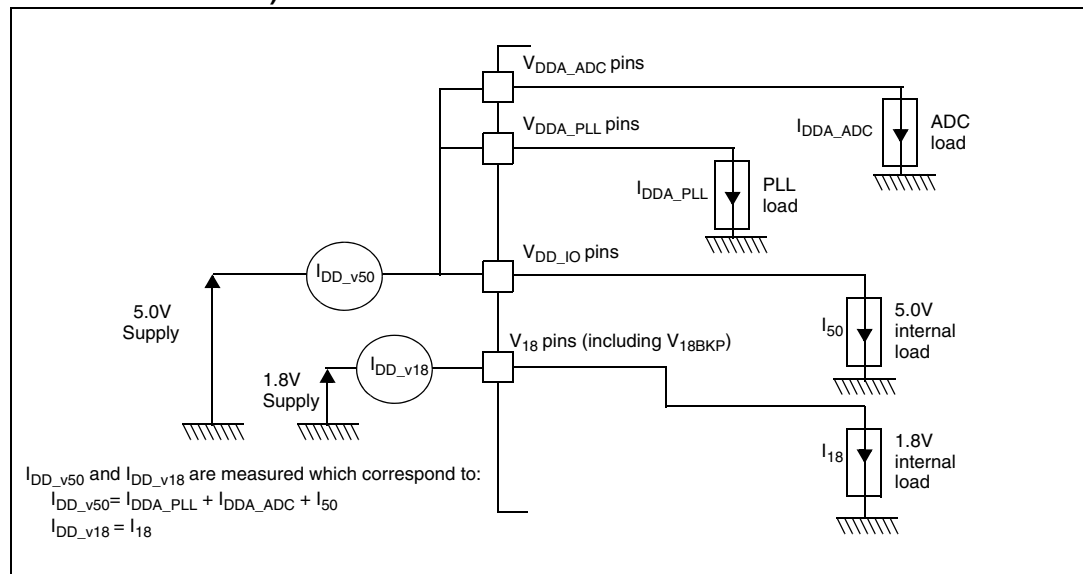 V_DDA_ADC pins
I_DDA_ADC
ADC
load
V_DDA_PLL pins
I_DDA_PLL
PLL
load
V_DD_IO pins
I_DD_v50
5.0V
Supply
I_50
5.0V
internal
load
V_18 pins (including V_18BKP)
I_DD_v18
1.8V
Supply
I_18
1.8V
internal
load
I_DD_v50 and I_DD_v18 are measured which correspond to:
I_DD_v50= I_DDA_PLL + I_DDA_ADC + I_50
I_DD_v18 = I_18